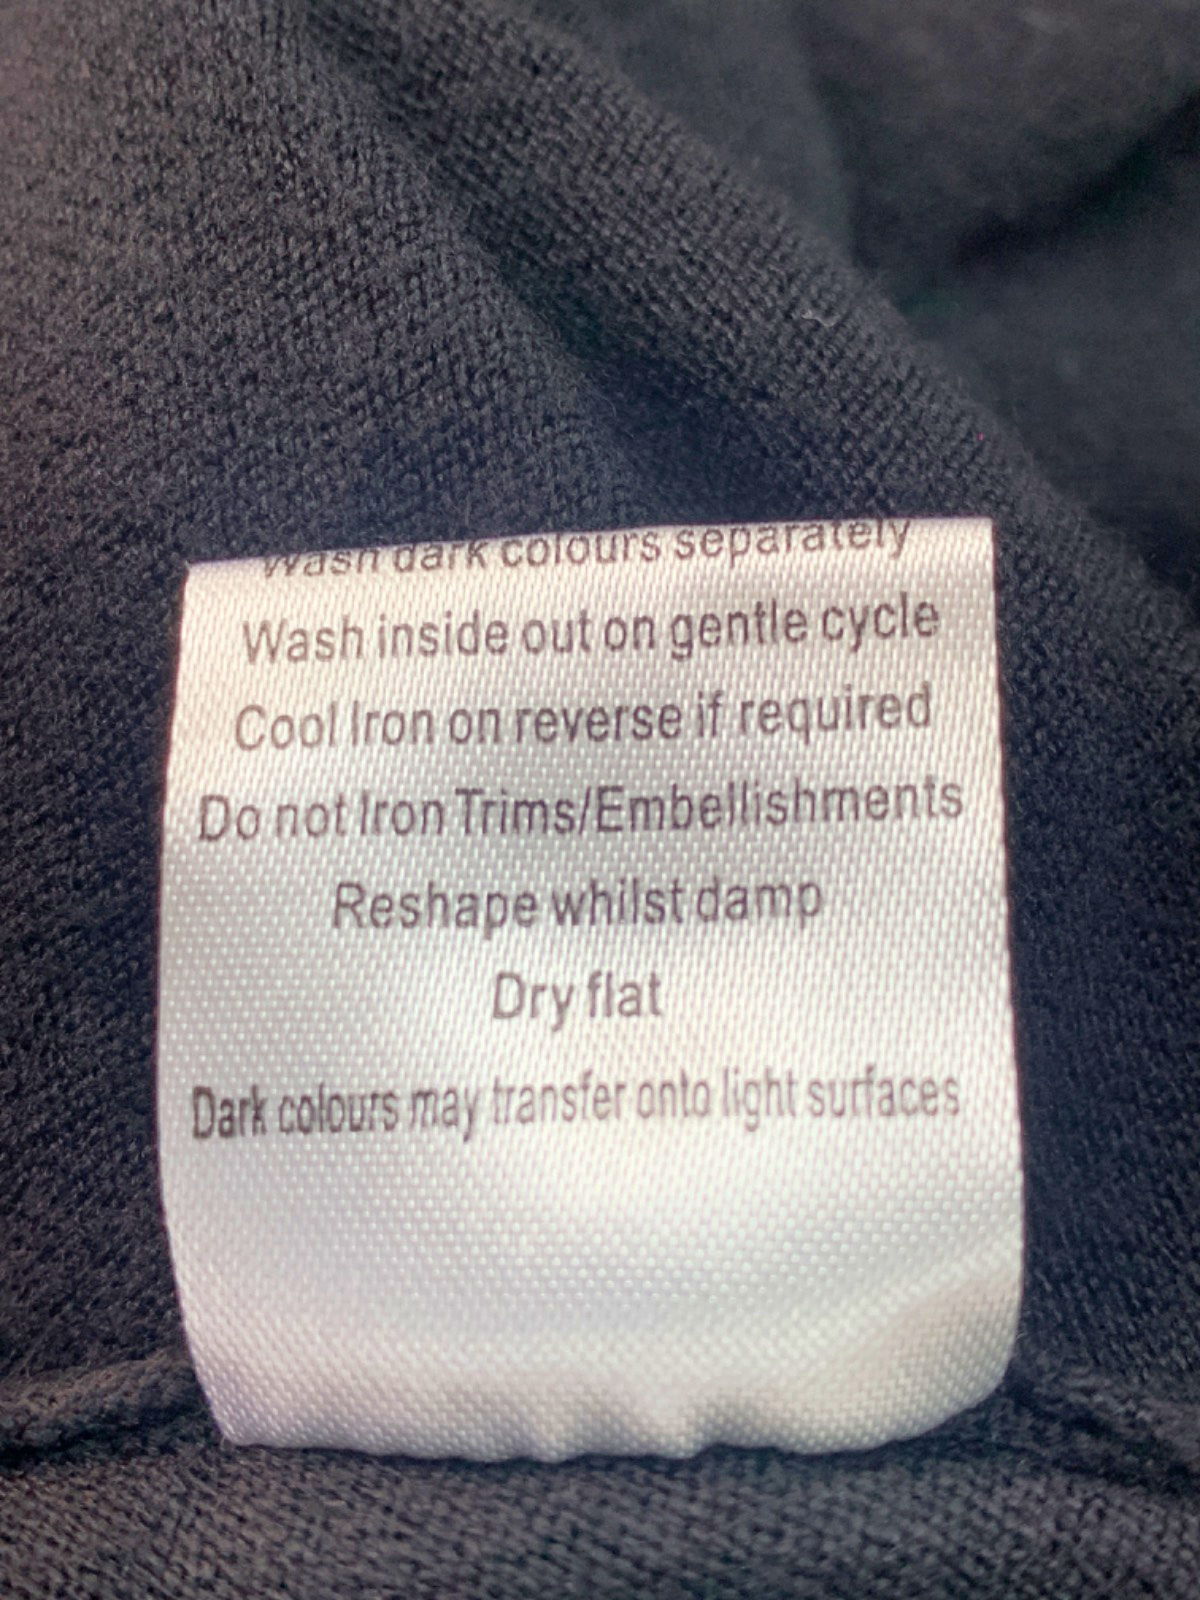 Wash dark colours separately
Wash inside out on gentle cycle
Cool Iron on reverse if required
Do not Iron Trims/Embellishments
Reshape whilst damp
Dry flat
Dark colours may transfer onto light surfaces